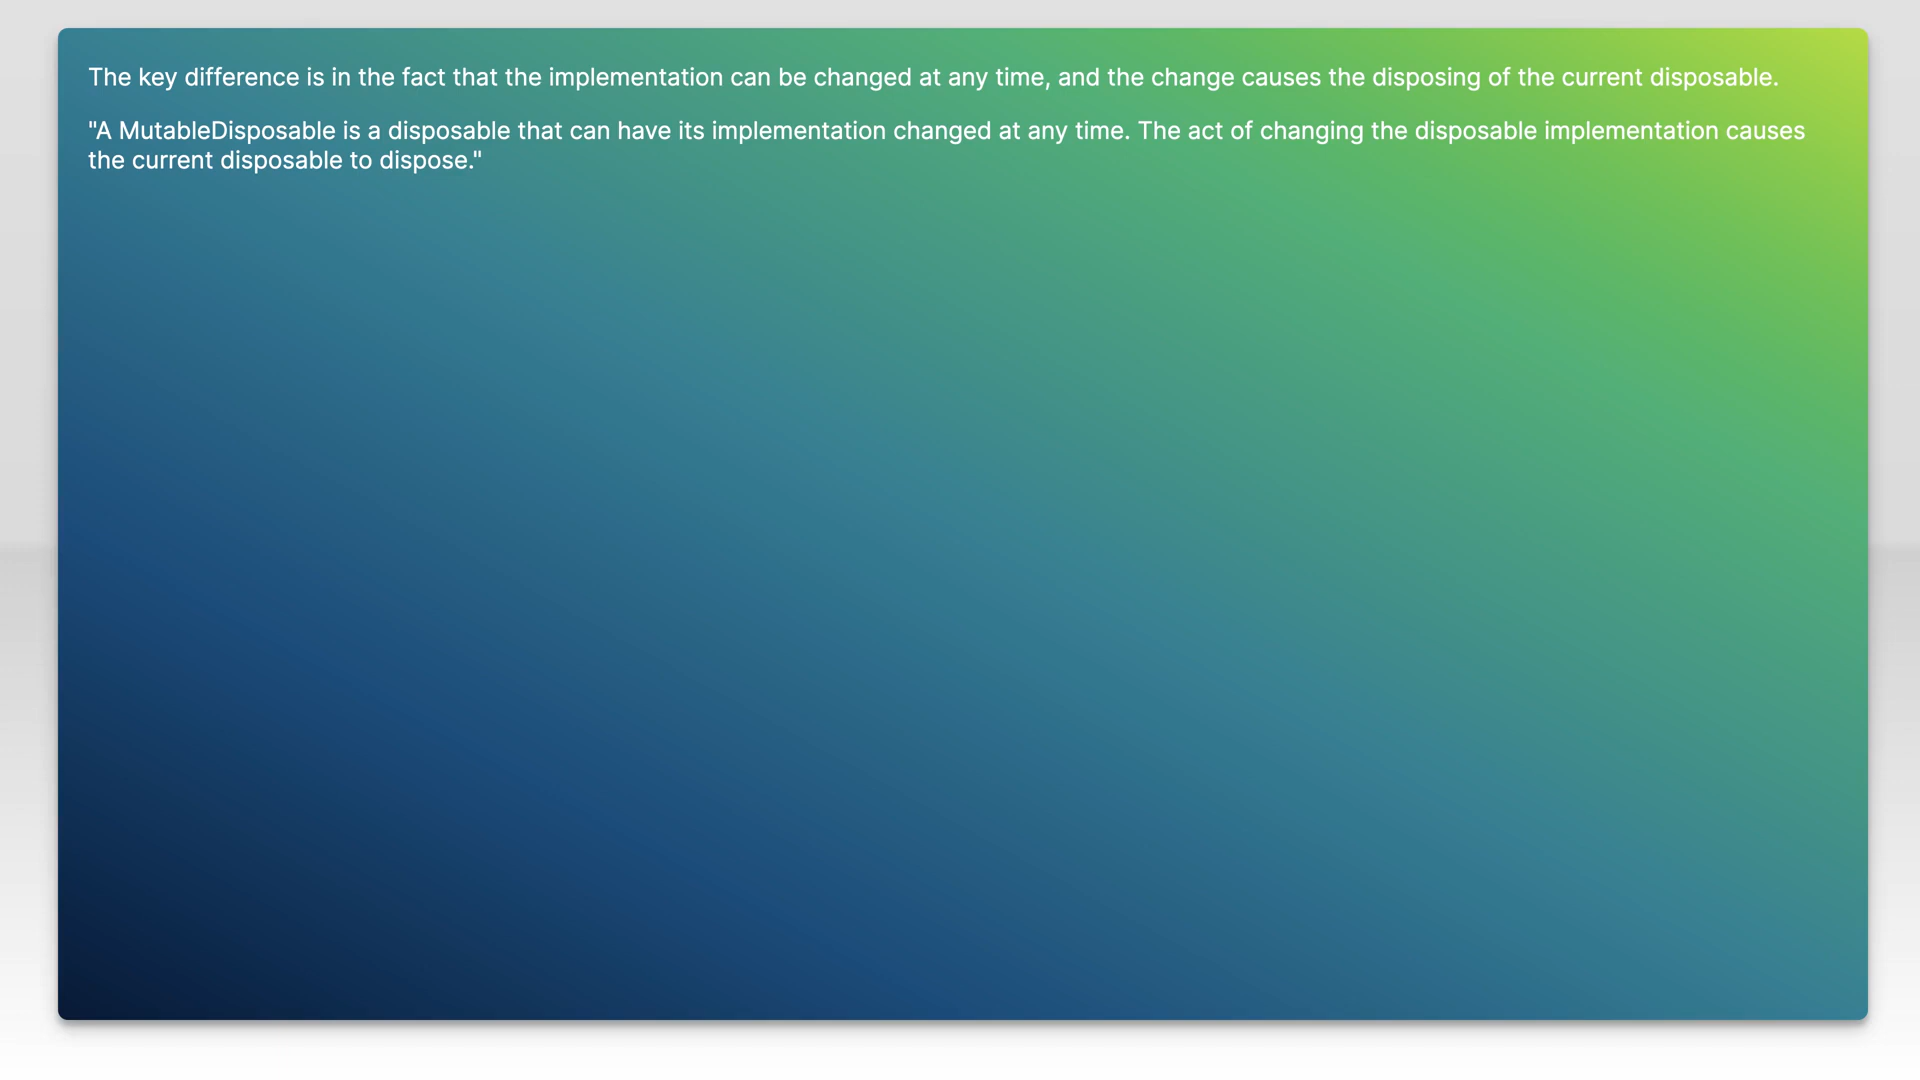 The key difference is in the fact that the implementation can be changed at any time, and the change causes the disposing of the current disposable.
"A MutableDisposable is a disposable that can have its implementation changed at any time. The act of changing the disposable implementation causes
the current disposable to dispose."